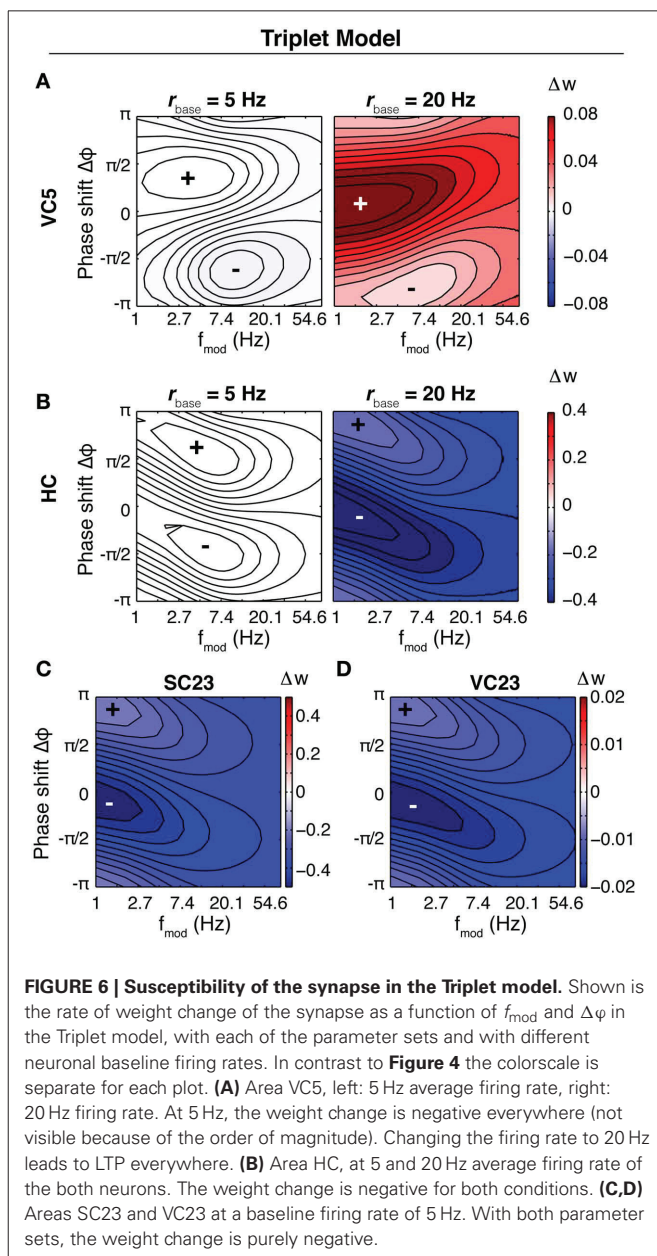 Triplet Model
A
r_base = 5 Hz
r_base = 20 Hz
Δw
VC5
Phase shift Δϕ
π
π/2
0
-π/2
-π
+
-
+
-
1 2.7 7.4 20.1 54.6
f_mod (Hz)
1 2.7 7.4 20.1 54.6
f_mod (Hz)
0.08
0.04
0
−0.04
−0.08
B
r_base = 5 Hz
r_base = 20 Hz
Δw
HC
Phase shift Δϕ
π
π/2
0
-π/2
-π
+
-
+
-
1 2.7 7.4 20.1 54.6
f_mod (Hz)
1 2.7 7.4 20.1 54.6
f_mod (Hz)
0.4
0.2
0
−0.2
−0.4
C
SC23
Δw
Phase shift Δϕ
π
π/2
0
-π/2
-π
+
-
1 2.7 7.4 20.1 54.6
f_mod (Hz)
0.4
0.2
0
−0.2
−0.4
D
VC23
Δw
π
π/2
0
-π/2
-π
+
-
1 2.7 7.4 20.1 54.6
f_mod (Hz)
0.02
0.01
0
−0.01
−0.02
FIGURE 6 | Susceptibility of the synapse in the Triplet model. Shown is
the rate of weight change of the synapse as a function of f_mod and Δφ in
the Triplet model, with each of the parameter sets and with different
neuronal baseline firing rates. In contrast to Figure 4 the colorscale is
separate for each plot. (A) Area VC5, left: 5 Hz average firing rate, right:
20 Hz firing rate. At 5 Hz, the weight change is negative everywhere (not
visible because of the order of magnitude). Changing the firing rate to 20 Hz
leads to LTP everywhere. (B) Area HC, at 5 and 20 Hz average firing rate of
the both neurons. The weight change is negative for both conditions. (C,D)
Areas SC23 and VC23 at a baseline firing rate of 5 Hz. With both parameter
sets, the weight change is purely negative.